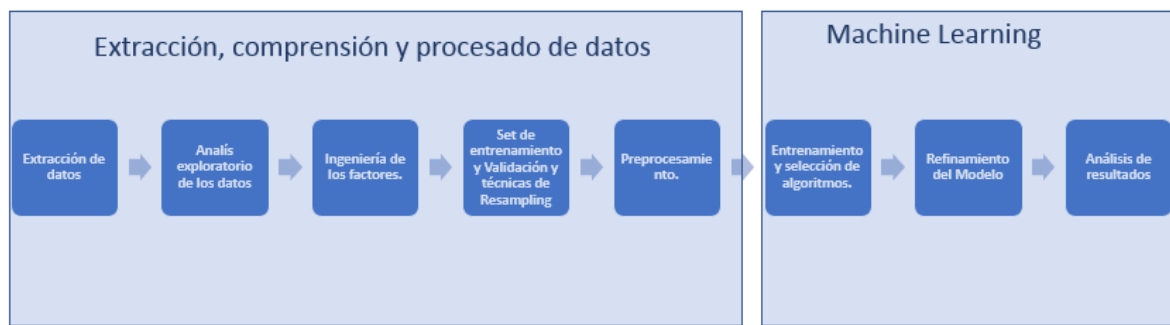 Extracción, comprensión y procesado de datos
Machine Learning
Extracción de
datos
Analís
exploratorio
de los datos
Ingeniería de
los factores.
Set de
entrenamiento
y Validación y
técnicas de
Resampling
Preprocesamie
nto.
Entrenamiento
y selección de
algoritmos.
Refinamiento
del Modelo
Análisis de
resultados